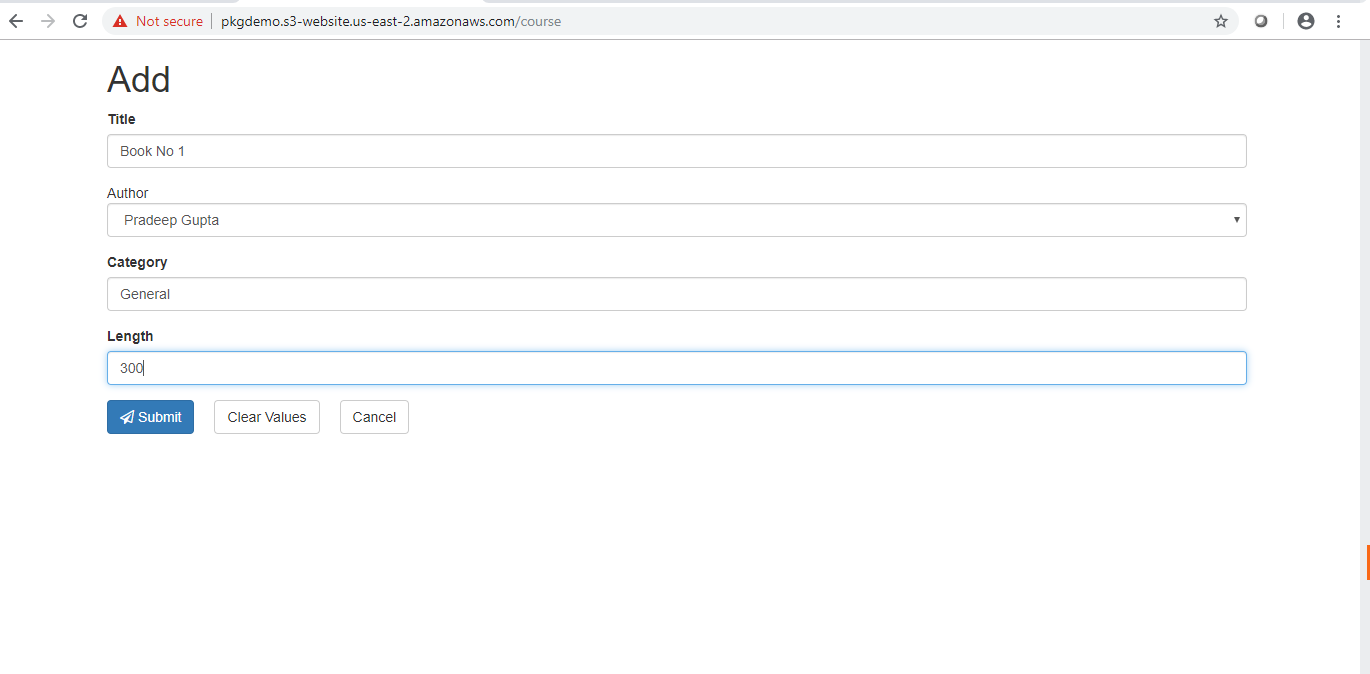 Not secure pkgdemo.s3-website.us-east-2.amazonaws.com/course
Add
Title
Book No 1
Author
Pradeep Gupta
Category
General
Length
300
Submit Clear Values Cancel